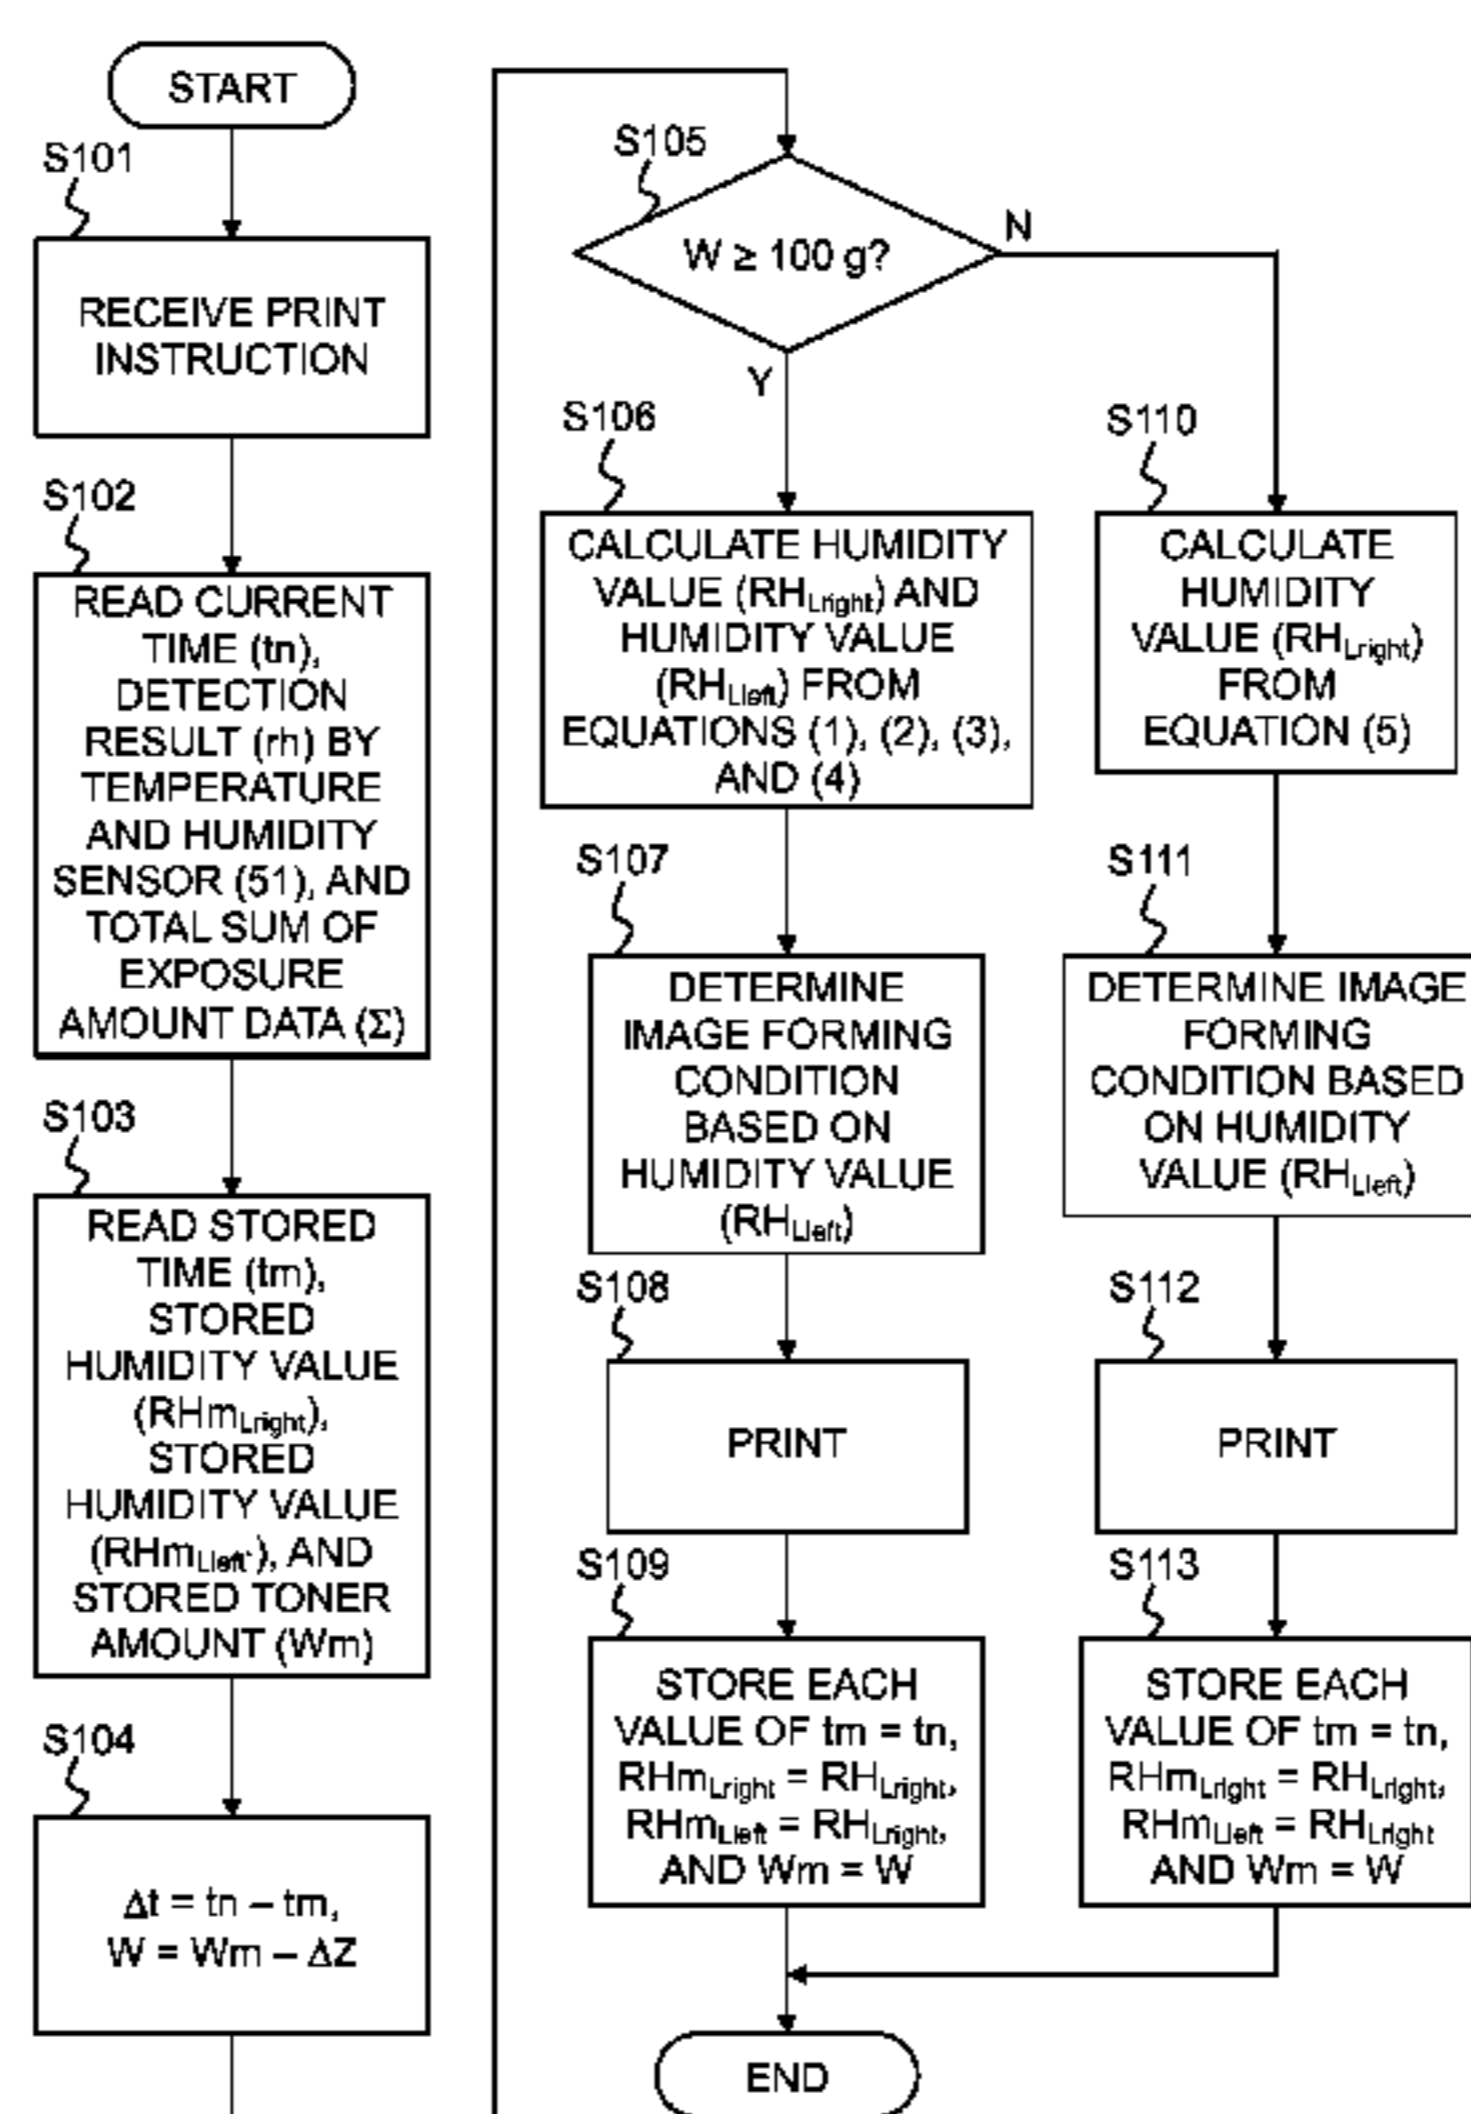 START
S101
RECEIVE PRINT
INSTRUCTION
S102
READ CURRENT
TIME (tn),
DETECTION
RESULT (rh) BY
TEMPERATURE
AND HUMIDITY
SENSOR (51), AND
TOTAL SUM OF
EXPOSURE
AMOUNT DATA (Σ)
S103
READ STORED
TIME (tm),
STORED
HUMIDITY VALUE
(RHmLright),
STORED
HUMIDITY VALUE
(RHmLleft), AND
STORED TONER
AMOUNT (Wm)
S104
Δt = tn – tm,
W = Wm – ΔZ
S105
W ≥ 100 g?
N
Y
S106
CALCULATE HUMIDITY
VALUE (RHLright) AND
HUMIDITY VALUE
(RHLleft) FROM
EQUATIONS (1), (2), (3),
AND (4)
S107
DETERMINE
IMAGE FORMING
CONDITION
BASED ON
HUMIDITY VALUE
(RHLleft)
S108
PRINT
S109
STORE EACH
VALUE OF tm = tn,
RHmLright = RHLright,
RHmLleft = RHLright,
AND Wm = W
S110
CALCULATE
HUMIDITY
VALUE (RHLright)
FROM
EQUATION (5)
S111
DETERMINE IMAGE
FORMING
CONDITION BASED
ON HUMIDITY
VALUE (RHLleft)
S112
PRINT
S113
STORE EACH
VALUE OF tm = tn,
RHmLright = RHLright,
RHmLleft = RHLright
AND Wm = W
END